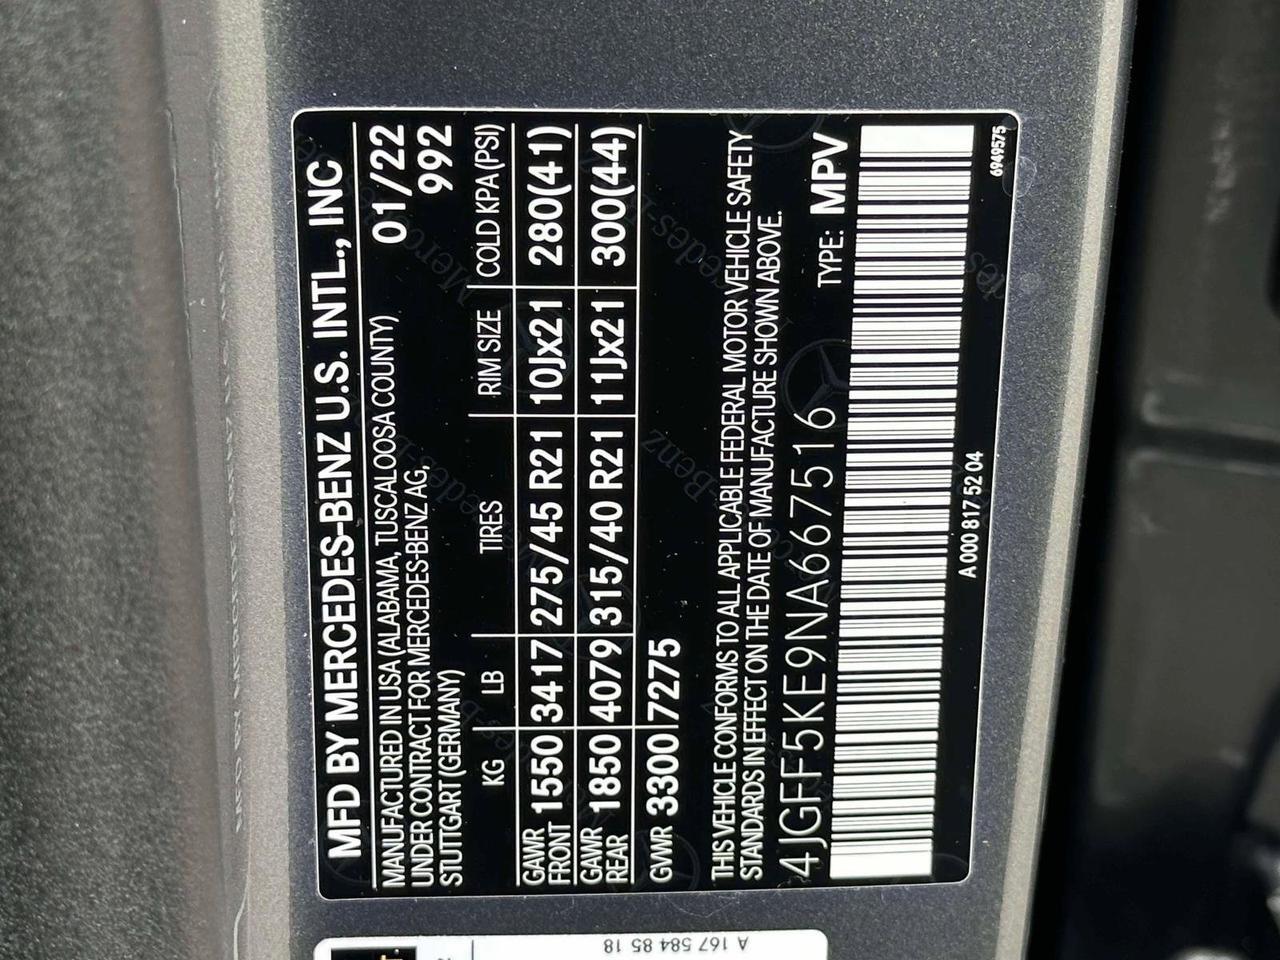 MFD BY MERCEDES-BENZ U.S. INTL., INC
MANUFACTURED IN USA (ALABAMA, TUSCALOOSA COUNTY) 01/22
UNDER CONTRACT FOR MERCEDES-BENZ AG, 992
STUTTGART (GERMANY)
KG LB TIRES RIM SIZE COLD KPA (PSI)
GAWR FRONT 1550 3417 275/45 R21 10Jx21 280(41)
GAWR REAR 1850 4079 315/40 R21 11Jx21 300(44)
GVWR 3300 7275
THIS VEHICLE CONFORMS TO ALL APPLICABLE FEDERAL MOTOR VEHICLE SAFETY
STANDARDS IN EFFECT ON THE DATE OF MANUFACTURE SHOWN ABOVE.
4JGFF5KE9NA667516 TYPE: MPV
A 000 817 52 04
6949575
A 167 584 85 18